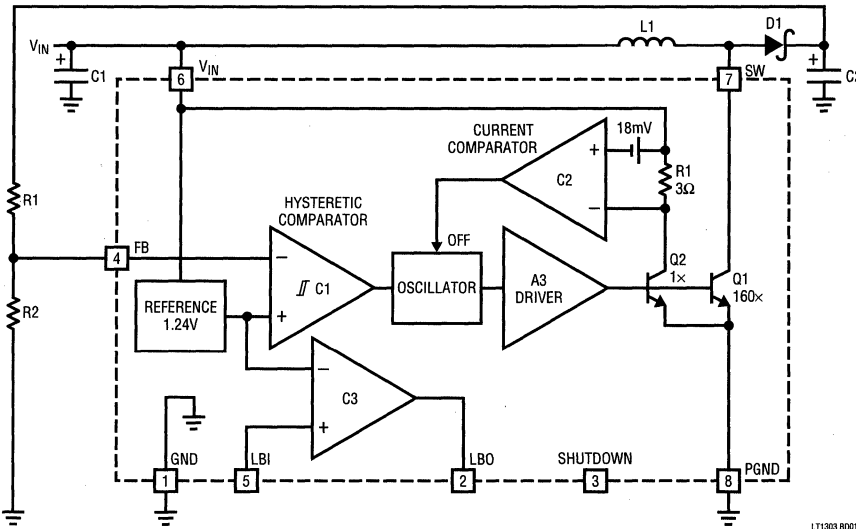 L1
D1
VIN
+
C1
6
VIN
7
SW
+
C2
CURRENT
COMPARATOR
18mV
+
C2
−
R1
3Ω
R1
HYSTERETIC
COMPARATOR
OFF
4
FB
−
C1
+
OSCILLATOR
A3
DRIVER
Q2
1×
Q1
160×
R2
REFERENCE
1.24V
−
C3
+
GND
1
LBI
5
LBO
2
SHUTDOWN
3
PGND
8
LT1303 BD01